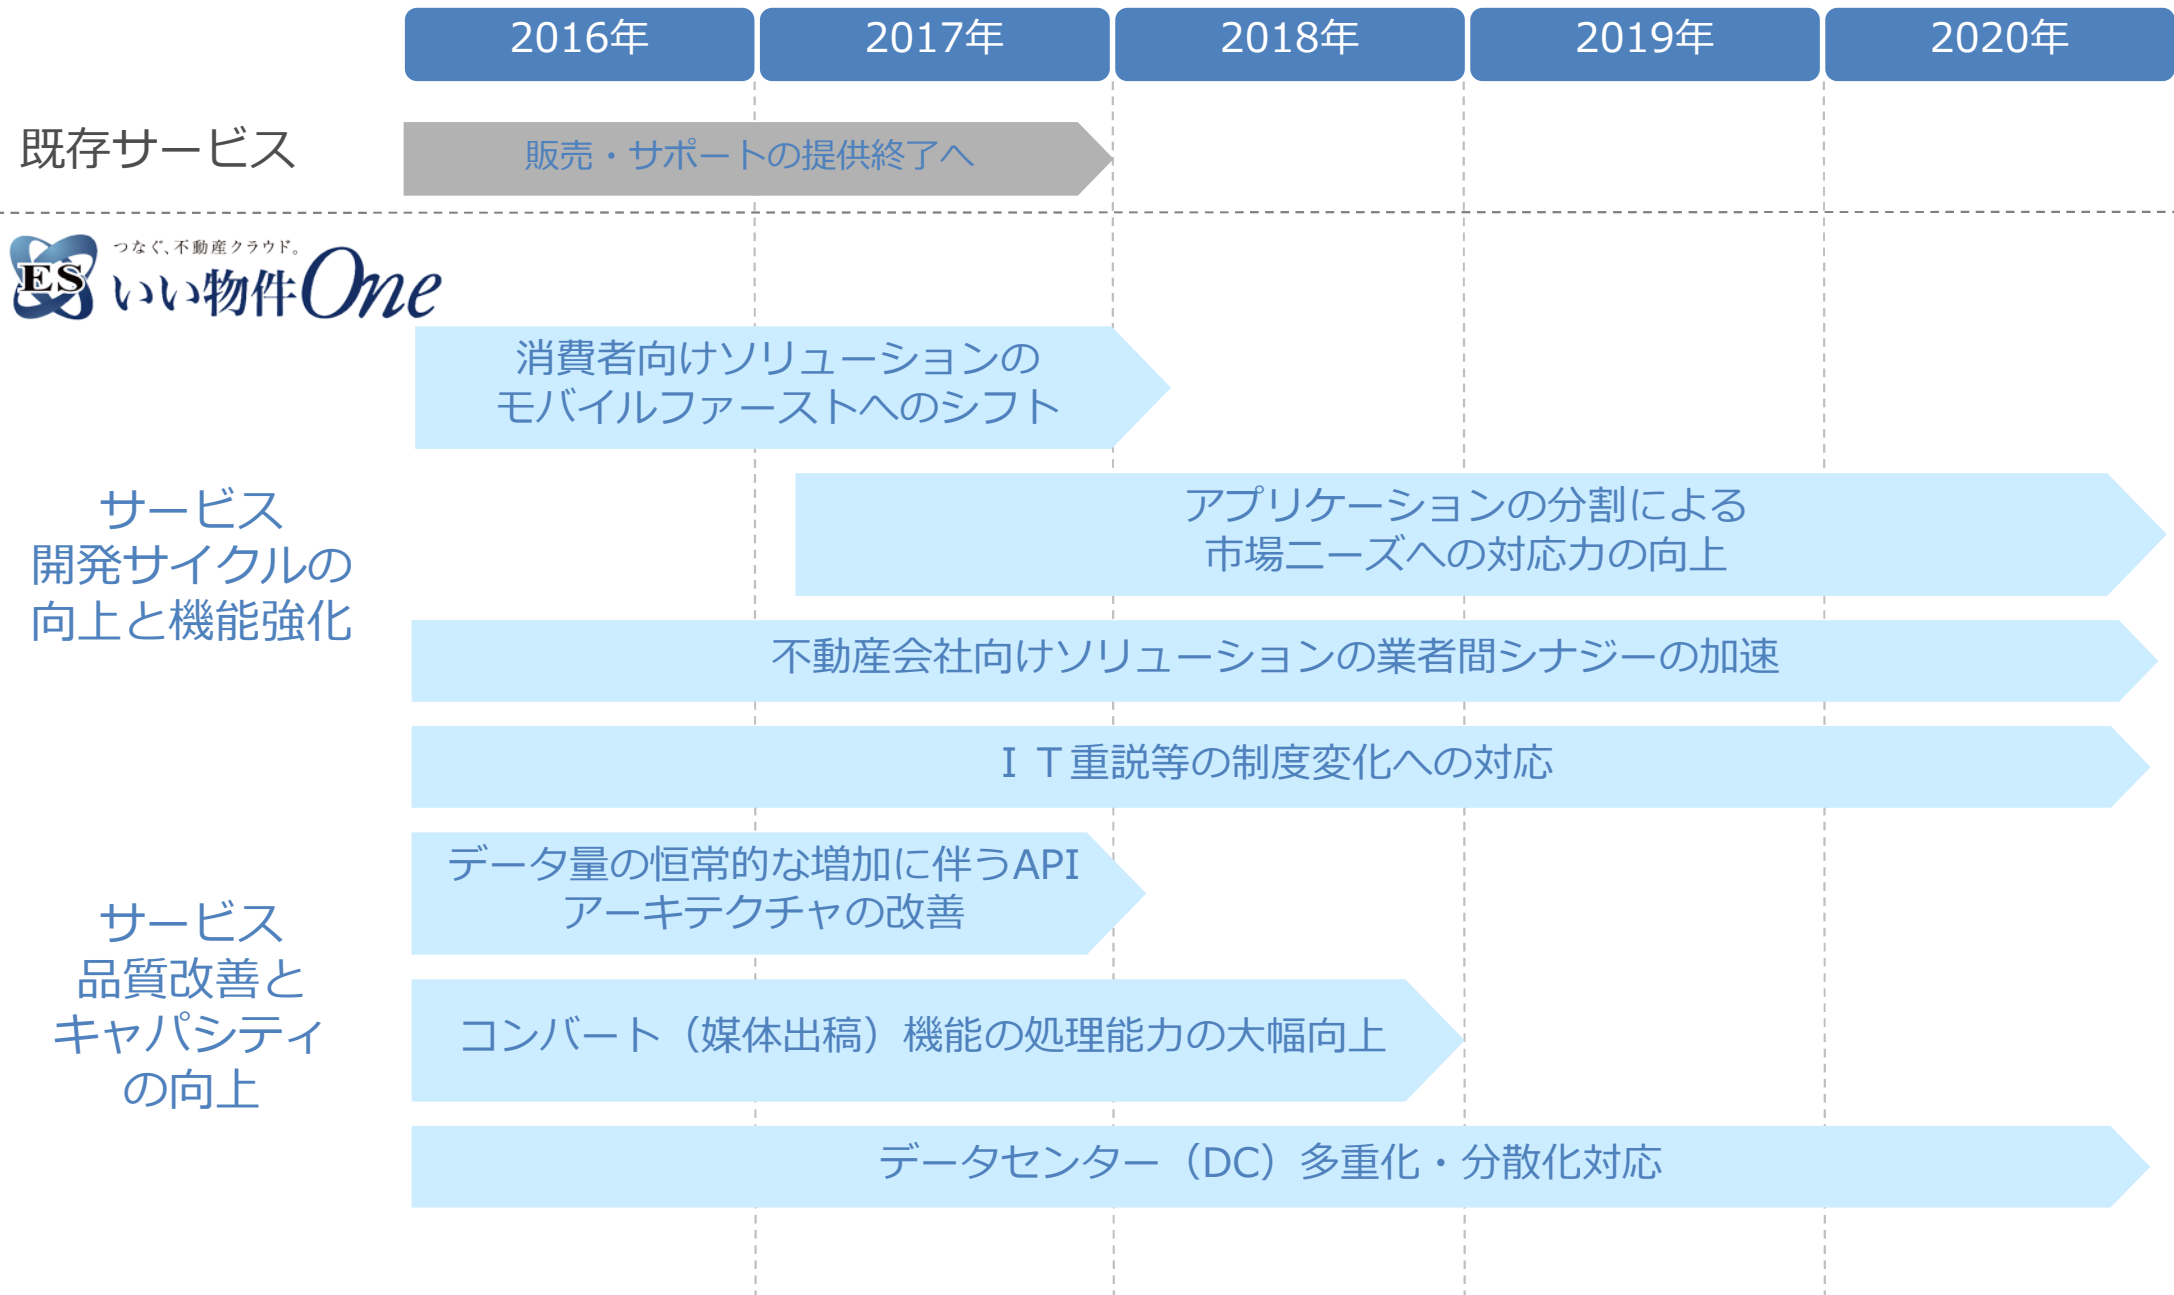 2016年
2017年
2018年
2019年
2020年
既存サービス
販売・サポートの提供終了へ
ES
つなぐ、不動産クラウド。
いい物件One
消費者向けソリューションの
モバイルファーストへのシフト
サービス
開発サイクルの
向上と機能強化
アプリケーションの分割による
市場ニーズへの対応力の向上
不動産会社向けソリューションの業者間シナジーの加速
ＩＴ重説等の制度変化への対応
サービス
品質改善と
キャパシティ
の向上
データ量の恒常的な増加に伴うAPI
アーキテクチャの改善
コンバート（媒体出稿）機能の処理能力の大幅向上
データセンター（DC）多重化・分散化対応